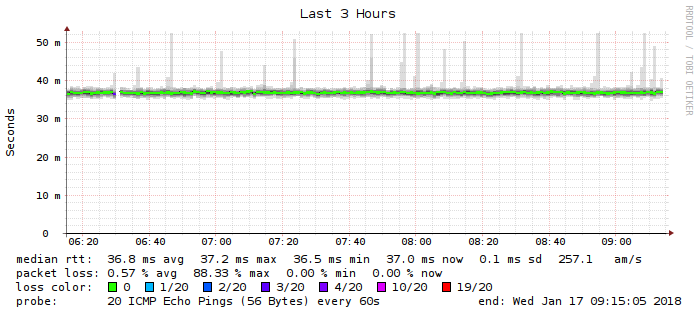 Last 3 Hours
RRDTOOL / TOBI OETIKER
Seconds
50 m
40 m
30 m
20 m
10 m
0
06:20 06:40 07:00 07:20 07:40 08:00 08:20 08:40 09:00
median rtt: 36.8 ms avg 37.2 ms max 36.5 ms min 37.0 ms now 0.1 ms sd 257.1 am/s
packet loss: 0.57 % avg 88.33 % max 0.00 % min 0.00 % now
loss color: 0 1/20 2/20 3/20 4/20 10/20 19/20
probe: 20 ICMP Echo Pings (56 Bytes) every 60s end: Wed Jan 17 09:15:05 2018